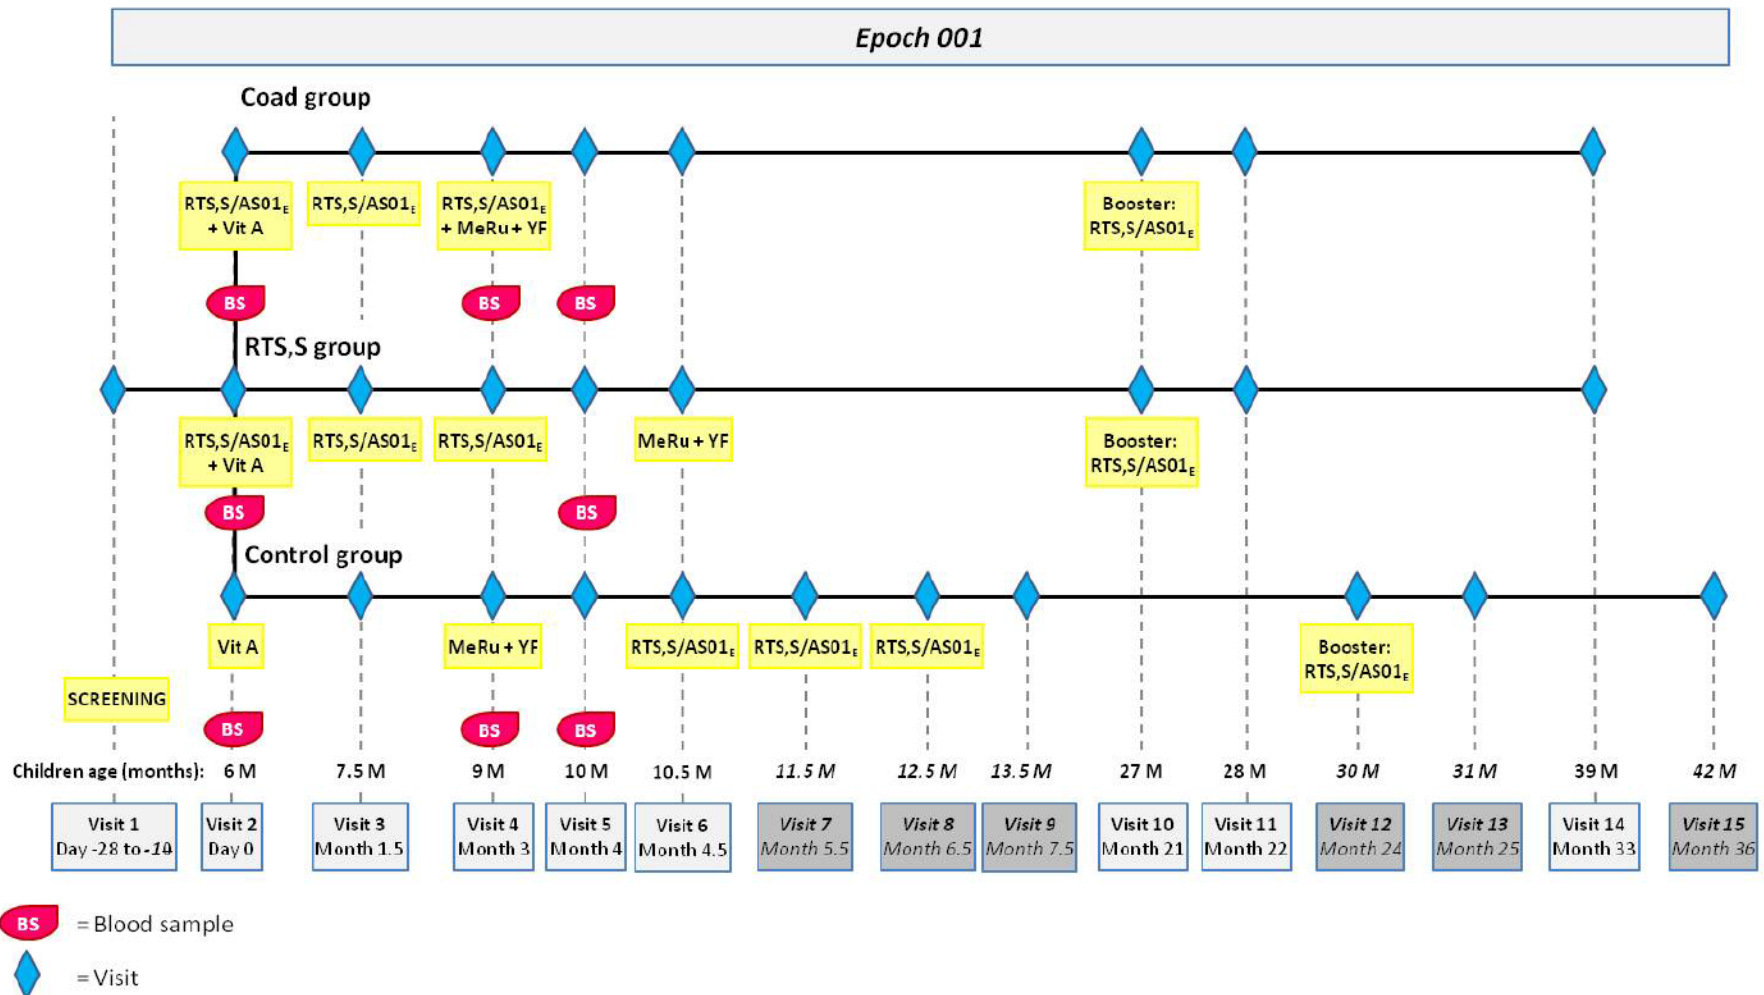 Epoch 001
Coad group
RTS,S/AS01E
+ Vit A
RTS,S/AS01E
RTS,S/AS01E
+ MeRu + YF
Booster:
RTS,S/AS01E
BS
BS
BS
RTS,S group
RTS,S/AS01E
+ Vit A
RTS,S/AS01E
RTS,S/AS01E
MeRu + YF
Booster:
RTS,S/AS01E
BS
BS
Control group
Vit A
MeRu + YF
RTS,S/AS01E
RTS,S/AS01E
RTS,S/AS01E
Booster:
RTS,S/AS01E
SCREENING
BS
BS
BS
Children age (months): 6 M 7.5 M 9 M 10 M 10.5 M 11.5 M 12.5 M 13.5 M 27 M 28 M 30 M 31 M 39 M 42 M
Visit 1 Visit 2 Visit 3 Visit 4 Visit 5 Visit 6 Visit 7 Visit 8 Visit 9 Visit 10 Visit 11 Visit 12 Visit 13 Visit 14 Visit 15
Day -28 to -10 Day 0 Month 1.5 Month 3 Month 4 Month 4.5 Month 5.5 Month 6.5 Month 7.5 Month 21 Month 22 Month 24 Month 25 Month 33 Month 36
BS = Blood sample
= Visit